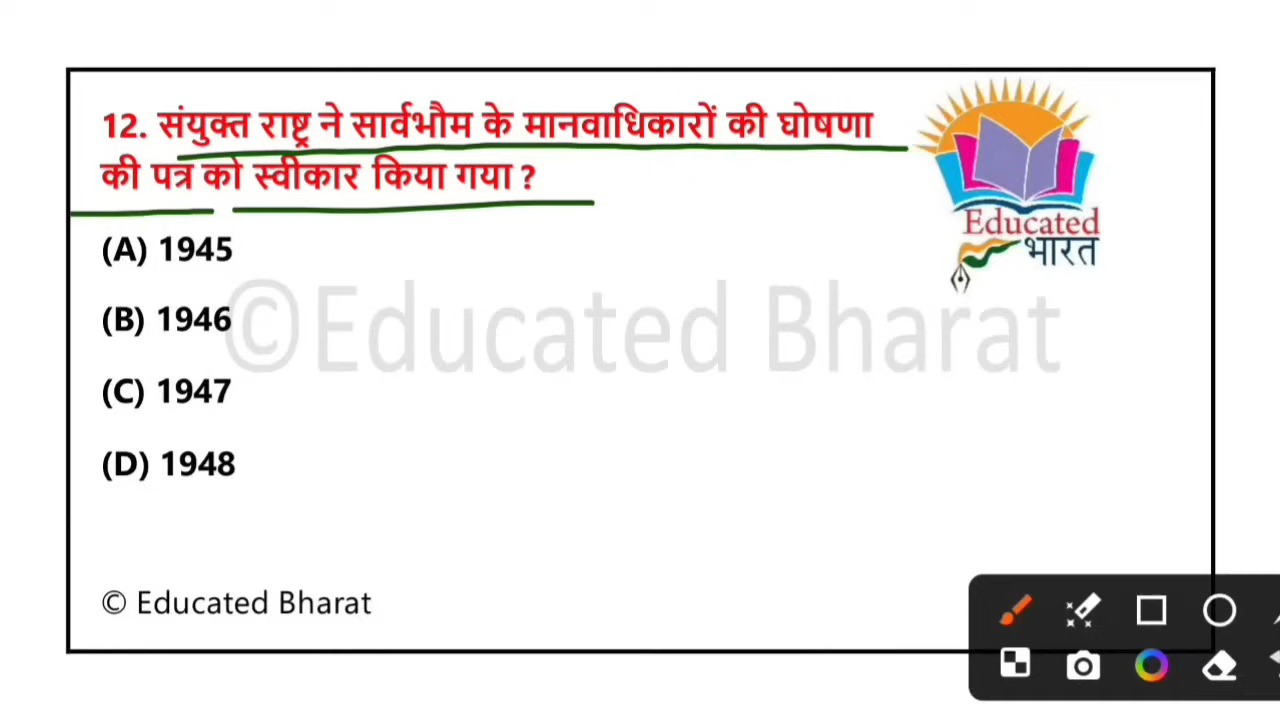 12. संयुक्त राष्ट्र ने सार्वभौम के मानवाधिकारों की घोषणा
की पत्र को स्वीकार किया गया ?
Educated
भारत
(A) 1945
(B) 1946
©Educated Bharat
(C) 1947
(D) 1948
© Educated Bharat